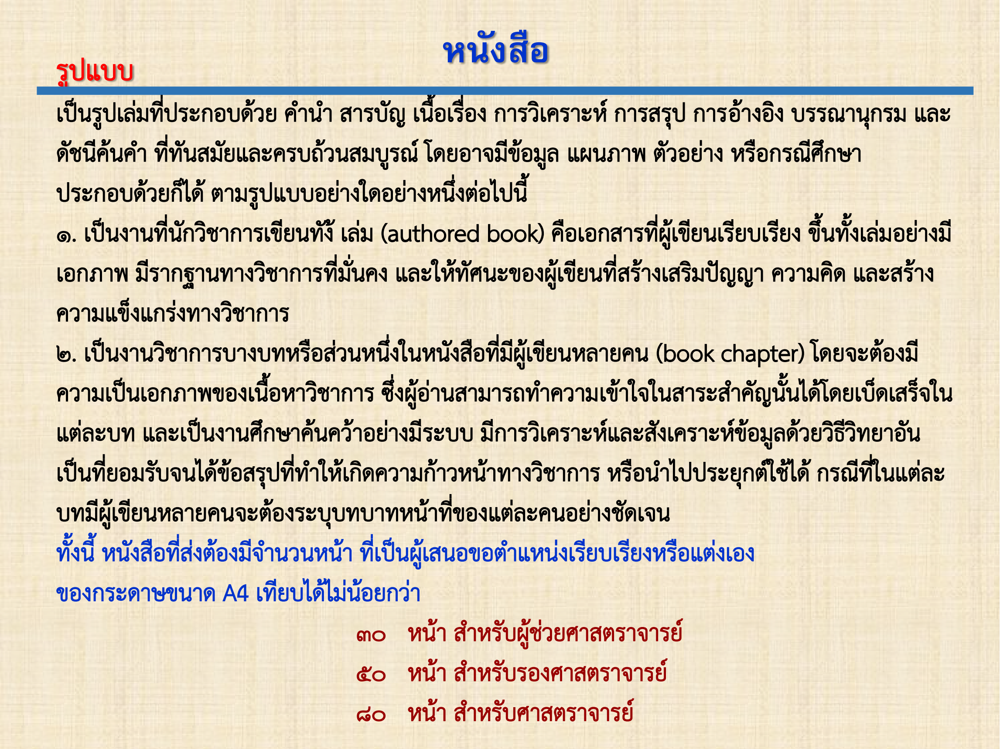 หนังสือ
รูปแบบ
เป็นรูปเล่มที่ประกอบด้วย คำนำ สารบัญ เนื้อเรื่อง การวิเคราะห์ การสรุป การอ้างอิง บรรณานุกรม และ
ดัชนีค้นคำ ที่ทันสมัยและครบถ้วนสมบูรณ์ โดยอาจมีข้อมูล แผนภาพ ตัวอย่าง หรือกรณีศึกษา
ประกอบด้วยก็ได้ ตามรูปแบบอย่างใดอย่างหนึ่งต่อไปนี้
๑. เป็นงานที่นักวิชาการเขียนทั้ง เล่ม (authored book) คือเอกสารที่ผู้เขียนเรียบเรียง ขึ้นทั้งเล่มอย่างมี
เอกภาพ มีรากฐานทางวิชาการที่มั่นคง และให้ทัศนะของผู้เขียนที่สร้างเสริมปัญญา ความคิด และสร้าง
ความแข็งแกร่งทางวิชาการ
๒. เป็นงานวิชาการบางบทหรือส่วนหนึ่งในหนังสือที่มีผู้เขียนหลายคน (book chapter) โดยจะต้องมี
ความเป็นเอกภาพของเนื้อหาวิชาการ ซึ่งผู้อ่านสามารถทำความเข้าใจในสาระสำคัญนั้นได้โดยเบ็ดเสร็จใน
แต่ละบท และเป็นงานศึกษาค้นคว้าอย่างมีระบบ มีการวิเคราะห์และสังเคราะห์ข้อมูลด้วยวิธีวิทยาอัน
เป็นที่ยอมรับจนได้ข้อสรุปที่ทำให้เกิดความก้าวหน้าทางวิชาการ หรือนำไปประยุกต์ใช้ได้ กรณีที่ในแต่ละ
บทมีผู้เขียนหลายคนจะต้องระบุบทบาทหน้าที่ของแต่ละคนอย่างชัดเจน
ทั้งนี้ หนังสือที่ส่งต้องมีจำนวนหน้า ที่เป็นผู้เสนอขอตำแหน่งเรียบเรียงหรือแต่งเอง
ของกระดาษขนาด A4 เทียบได้ไม่น้อยกว่า
๓๐ หน้า สำหรับผู้ช่วยศาสตราจารย์
๕๐ หน้า สำหรับรองศาสตราจารย์
๘๐ หน้า สำหรับศาสตราจารย์